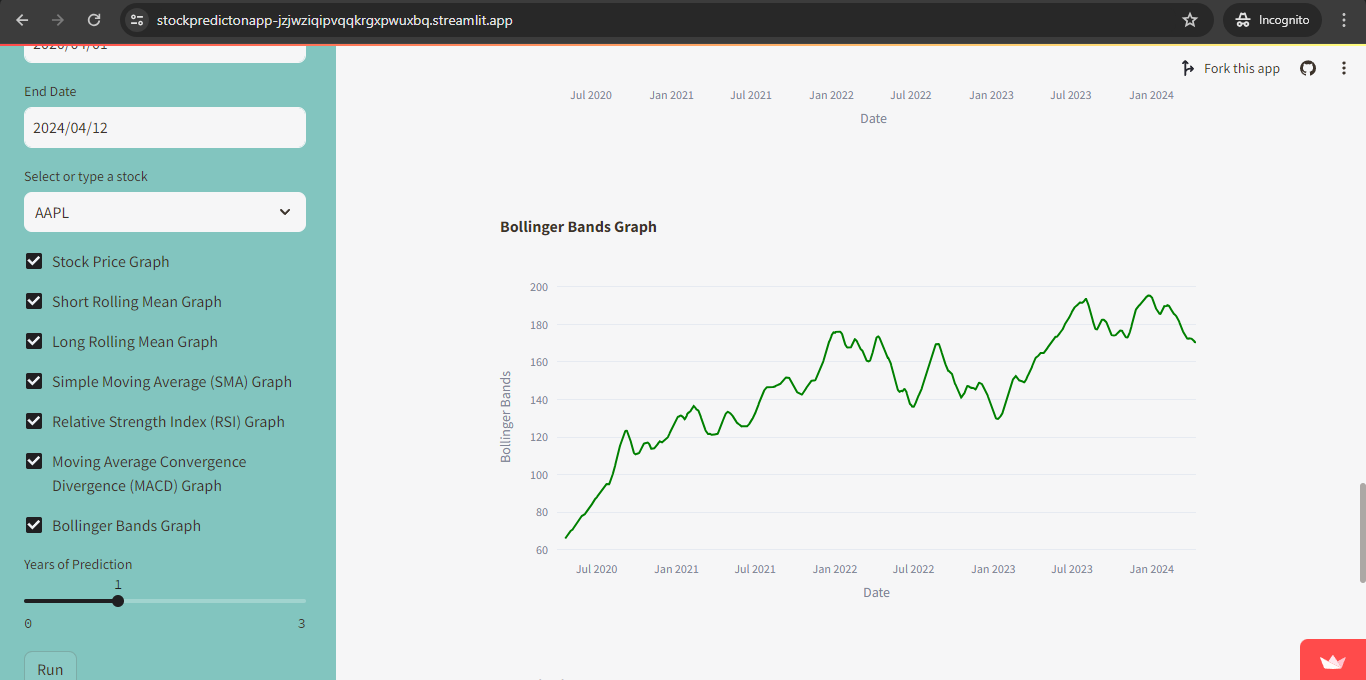 stockpredictonapp-jzjwziqipvqqkrgxpwuxbq.streamlit.app
Incognito
2020/04/01
End Date
2024/04/12
Select or type a stock
AAPL
Stock Price Graph
Short Rolling Mean Graph
Long Rolling Mean Graph
Simple Moving Average (SMA) Graph
Relative Strength Index (RSI) Graph
Moving Average Convergence
Divergence (MACD) Graph
Bollinger Bands Graph
Years of Prediction
1
0 3
Run
Fork this app
Jul 2020 Jan 2021 Jul 2021 Jan 2022 Jul 2022 Jan 2023 Jul 2023 Jan 2024
Date
Bollinger Bands Graph
Bollinger Bands
200
180
160
140
120
100
80
60
Jul 2020 Jan 2021 Jul 2021 Jan 2022 Jul 2022 Jan 2023 Jul 2023 Jan 2024
Date